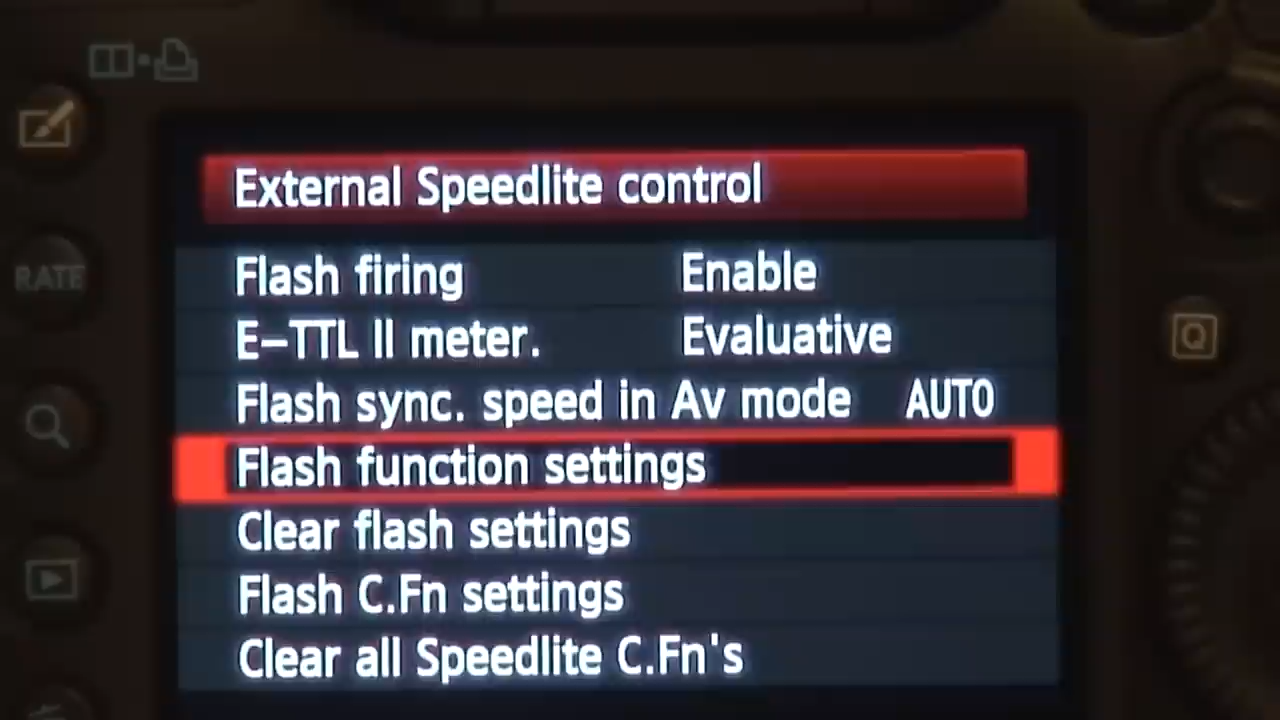 External Speedlite control
Flash firing Enable
E-TTL II meter. Evaluative
Flash sync. speed in Av mode AUTO
Flash function settings
Clear flash settings
Flash C.Fn settings
Clear all Speedlite C.Fn's
RATE
Q